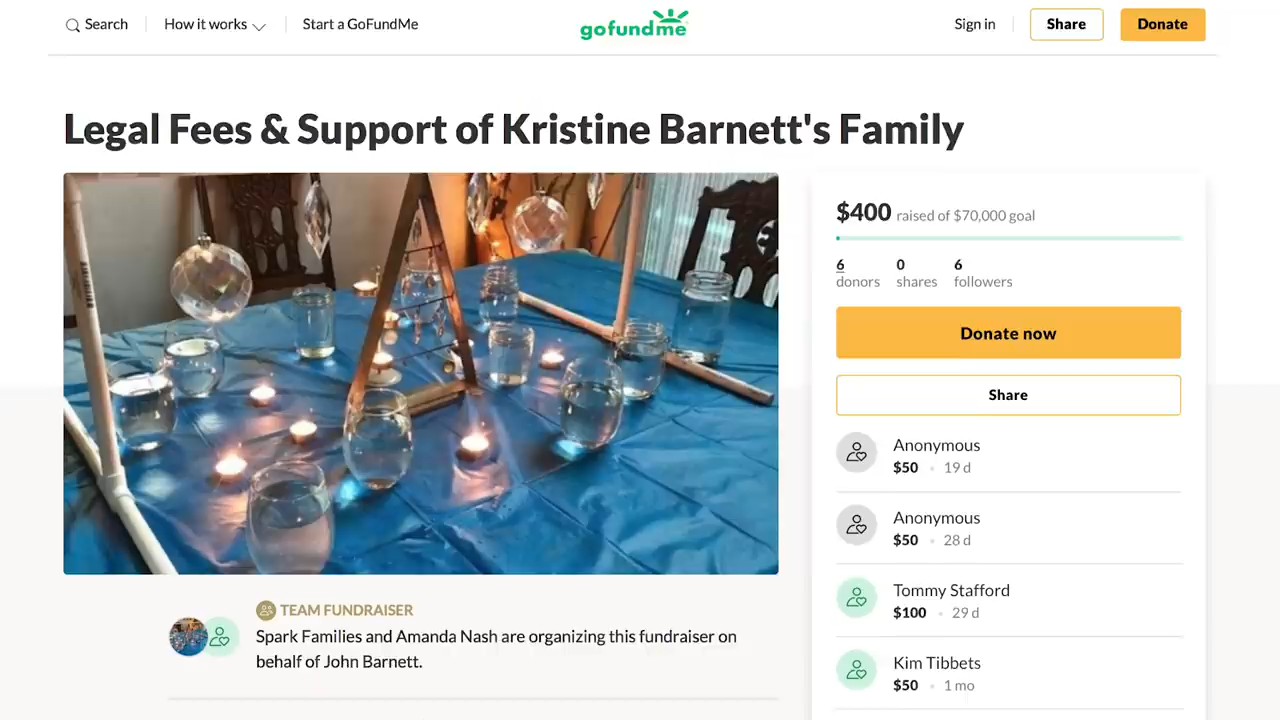 Search
How it works
Start a GoFundMe
gofundme
Sign in
Share
Donate
Legal Fees & Support of Kristine Barnett's Family
$400 raised of $70,000 goal
6 0 6
donors shares followers
Donate now
Share
Anonymous
$50 • 19 d
Anonymous
$50 • 28 d
Tommy Stafford
$100 • 29 d
Kim Tibbets
$50 • 1 mo
TEAM FUNDRAISER
Spark Families and Amanda Nash are organizing this fundraiser on
behalf of John Barnett.